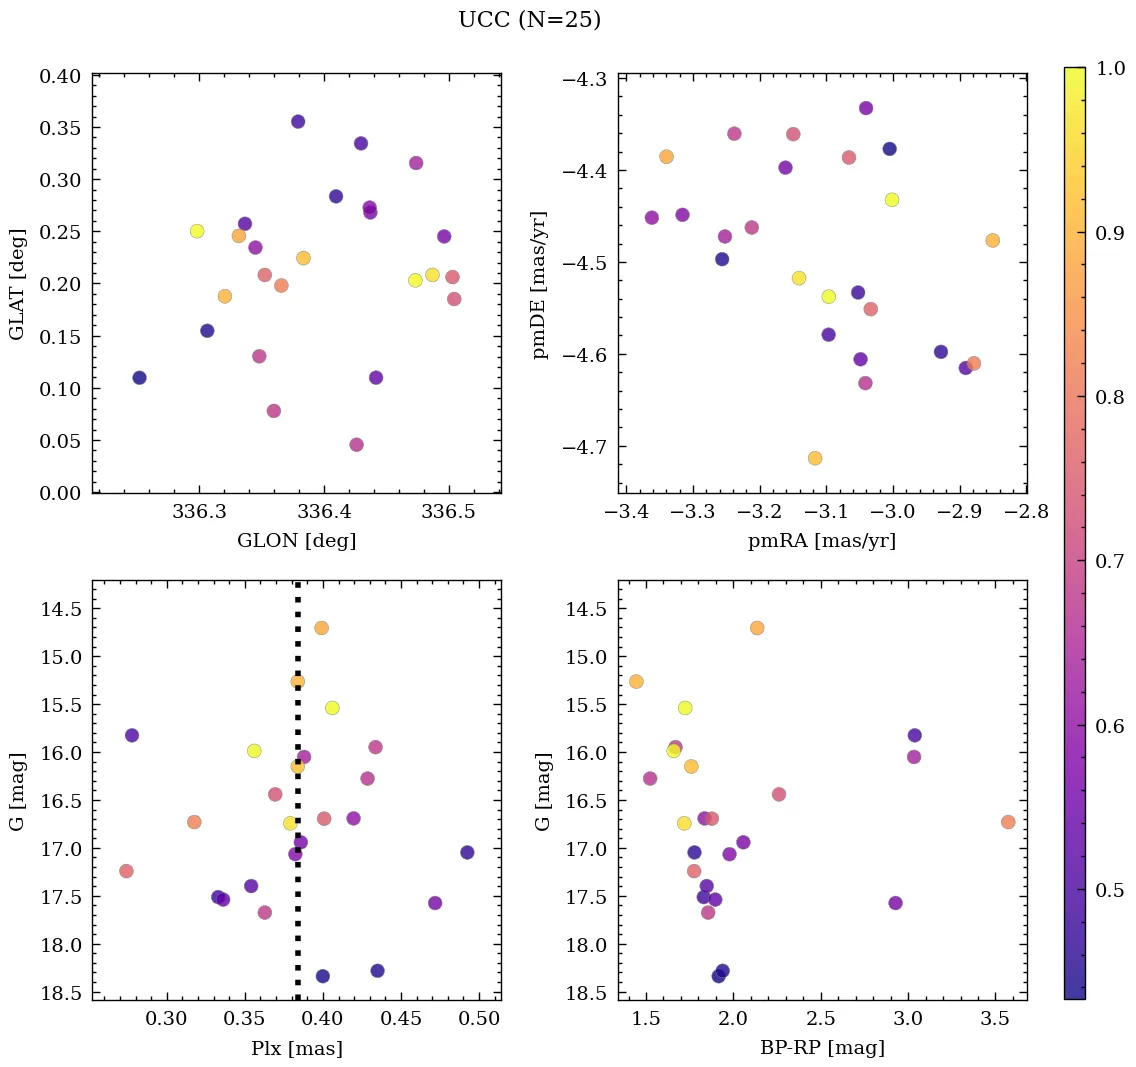 UCC (N=25)
0.40
0.35
0.30
0.25
0.20
0.15
0.10
0.05
0.00
GLAT [deg]
336.3 336.4 336.5
GLON [deg]
−4.3
−4.4
−4.5
−4.6
−4.7
pmDE [mas/yr]
−3.4 −3.3 −3.2 −3.1 −3.0 −2.9 −2.8
pmRA [mas/yr]
14.5
15.0
15.5
16.0
16.5
17.0
17.5
18.0
18.5
G [mag]
0.30 0.35 0.40 0.45 0.50
Plx [mas]
14.5
15.0
15.5
16.0
16.5
17.0
17.5
18.0
18.5
G [mag]
1.5 2.0 2.5 3.0 3.5
BP-RP [mag]
1.0
0.9
0.8
0.7
0.6
0.5